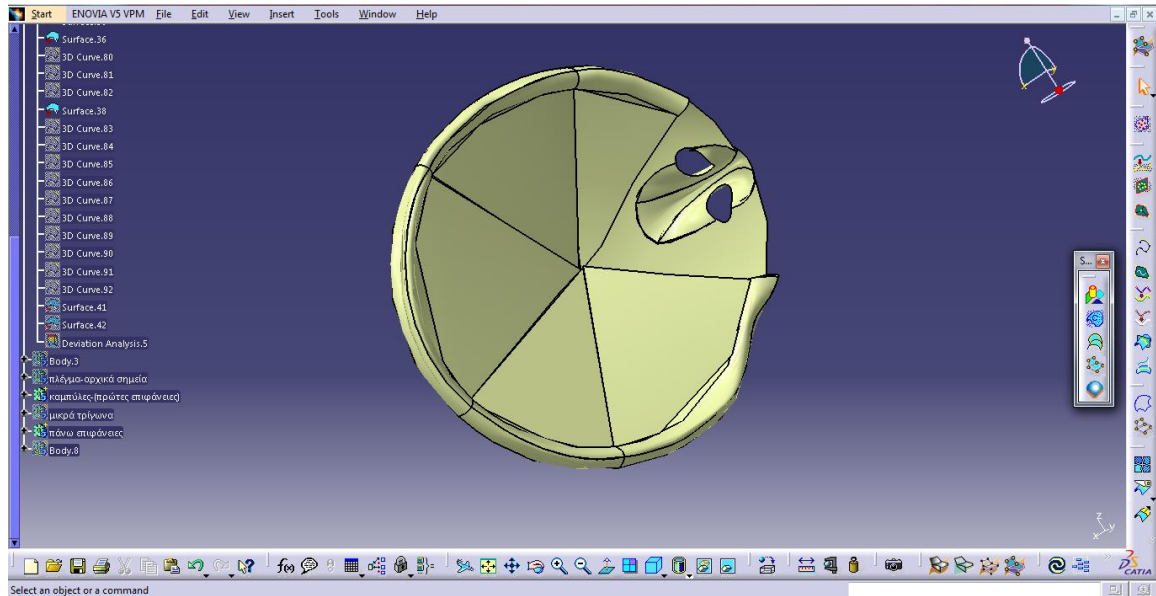 Start ENOVIA V5 VPM File Edit View Insert Tools Window Help
Surface.36
3D Curve.80
3D Curve.81
3D Curve.82
Surface.38
3D Curve.83
3D Curve.84
3D Curve.85
3D Curve.86
3D Curve.87
3D Curve.88
3D Curve.89
3D Curve.90
3D Curve.91
3D Curve.92
Surface.41
Surface.42
Deviation Analysis.5
Body.3
πλέγμα-αρχικά σημεία
καμπύλες-(πρώτες επιφάνειες)
μικρά τρίγωνα
πάνω επιφάνειες
Body.8
S...
z
y
x
f(x)
CATIA
Select an object or a command